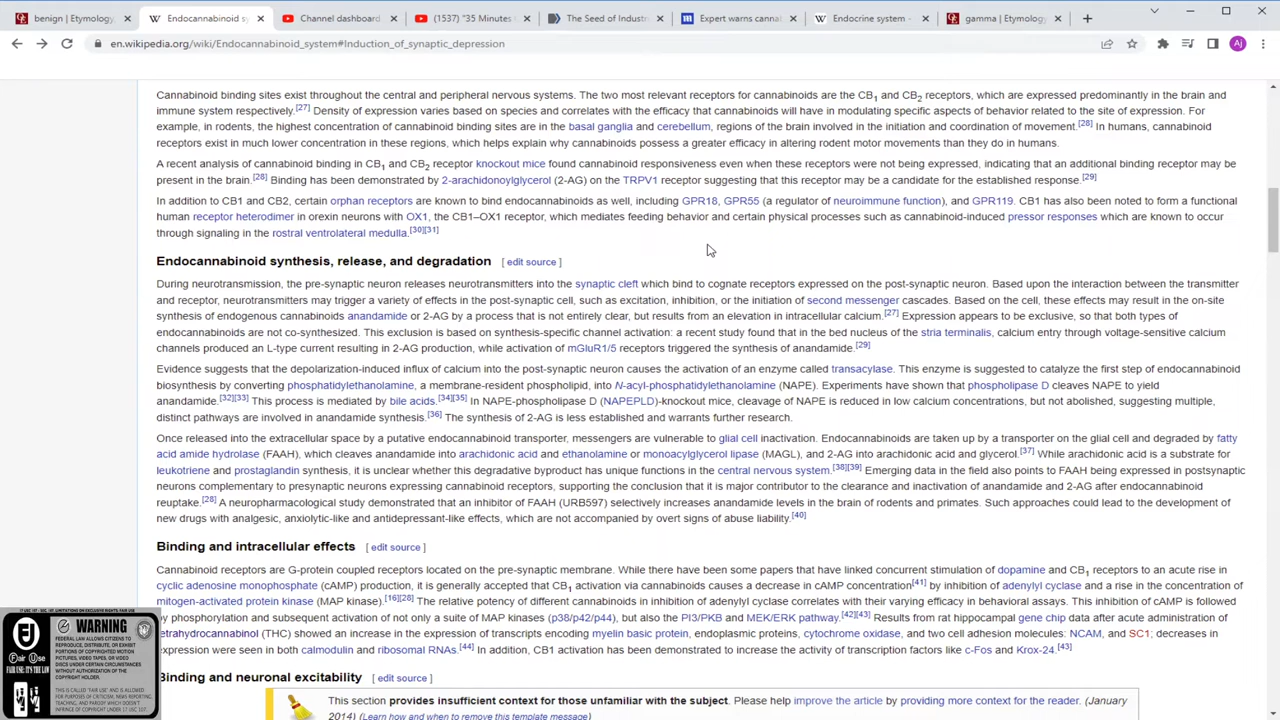 benign | Etymology,
Endocannabinoid sy
Channel dashboard
(1537) "35 Minutes
The Seed of Industri
Expert warns cannab
Endocrine system -
gamma | Etymology
en.wikipedia.org/wiki/Endocannabinoid_system#Induction_of_synaptic_depression
Aj
Cannabinoid binding sites exist throughout the central and peripheral nervous systems. The two most relevant receptors for cannabinoids are the CB1 and CB2 receptors, which are expressed predominantly in the brain and
immune system respectively.[27] Density of expression varies based on species and correlates with the efficacy that cannabinoids will have in modulating specific aspects of behavior related to the site of expression. For
example, in rodents, the highest concentration of cannabinoid binding sites are in the basal ganglia and cerebellum, regions of the brain involved in the initiation and coordination of movement.[28] In humans, cannabinoid
receptors exist in much lower concentration in these regions, which helps explain why cannabinoids possess a greater efficacy in altering rodent motor movements than they do in humans.
A recent analysis of cannabinoid binding in CB1 and CB2 receptor knockout mice found cannabinoid responsiveness even when these receptors were not being expressed, indicating that an additional binding receptor may be
present in the brain.[28] Binding has been demonstrated by 2-arachidonoylglycerol (2-AG) on the TRPV1 receptor suggesting that this receptor may be a candidate for the established response.[29]
In addition to CB1 and CB2, certain orphan receptors are known to bind endocannabinoids as well, including GPR18, GPR55 (a regulator of neuroimmune function), and GPR119. CB1 has also been noted to form a functional
human receptor heterodimer in orexin neurons with OX1, the CB1–OX1 receptor, which mediates feeding behavior and certain physical processes such as cannabinoid-induced pressor responses which are known to occur
through signaling in the rostral ventrolateral medulla.[30][31]
Endocannabinoid synthesis, release, and degradation [ edit source ]
During neurotransmission, the pre-synaptic neuron releases neurotransmitters into the synaptic cleft which bind to cognate receptors expressed on the post-synaptic neuron. Based upon the interaction between the transmitter
and receptor, neurotransmitters may trigger a variety of effects in the post-synaptic cell, such as excitation, inhibition, or the initiation of second messenger cascades. Based on the cell, these effects may result in the on-site
synthesis of endogenous cannabinoids anandamide or 2-AG by a process that is not entirely clear, but results from an elevation in intracellular calcium.[27] Expression appears to be exclusive, so that both types of
endocannabinoids are not co-synthesized. This exclusion is based on synthesis-specific channel activation: a recent study found that in the bed nucleus of the stria terminalis, calcium entry through voltage-sensitive calcium
channels produced an L-type current resulting in 2-AG production, while activation of mGluR1/5 receptors triggered the synthesis of anandamide.[29]
Evidence suggests that the depolarization-induced influx of calcium into the post-synaptic neuron causes the activation of an enzyme called transacylase. This enzyme is suggested to catalyze the first step of endocannabinoid
biosynthesis by converting phosphatidylethanolamine, a membrane-resident phospholipid, into N-acyl-phosphatidylethanolamine (NAPE). Experiments have shown that phospholipase D cleaves NAPE to yield
anandamide.[32][33] This process is mediated by bile acids.[34][35] In NAPE-phospholipase D (NAPEPLD)-knockout mice, cleavage of NAPE is reduced in low calcium concentrations, but not abolished, suggesting multiple,
distinct pathways are involved in anandamide synthesis.[36] The synthesis of 2-AG is less established and warrants further research.
Once released into the extracellular space by a putative endocannabinoid transporter, messengers are vulnerable to glial cell inactivation. Endocannabinoids are taken up by a transporter on the glial cell and degraded by fatty
acid amide hydrolase (FAAH), which cleaves anandamide into arachidonic acid and ethanolamine or monoacylglycerol lipase (MAGL), and 2-AG into arachidonic acid and glycerol.[37] While arachidonic acid is a substrate for
leukotriene and prostaglandin synthesis, it is unclear whether this degradative byproduct has unique functions in the central nervous system.[38][39] Emerging data in the field also points to FAAH being expressed in postsynaptic
neurons complementary to presynaptic neurons expressing cannabinoid receptors, supporting the conclusion that it is major contributor to the clearance and inactivation of anandamide and 2-AG after endocannabinoid
reuptake.[28] A neuropharmacological study demonstrated that an inhibitor of FAAH (URB597) selectively increases anandamide levels in the brain of rodents and primates. Such approaches could lead to the development of
new drugs with analgesic, anxiolytic-like and antidepressant-like effects, which are not accompanied by overt signs of abuse liability.[40]
Binding and intracellular effects [ edit source ]
Cannabinoid receptors are G-protein coupled receptors located on the pre-synaptic membrane. While there have been some papers that have linked concurrent stimulation of dopamine and CB1 receptors to an acute rise in
cyclic adenosine monophosphate (cAMP) production, it is generally accepted that CB1 activation via cannabinoids causes a decrease in cAMP concentration[41] by inhibition of adenylyl cyclase and a rise in the concentration of
mitogen-activated protein kinase (MAP kinase).[16][28] The relative potency of different cannabinoids in inhibition of adenylyl cyclase correlates with their varying efficacy in behavioral assays. This inhibition of cAMP is followed
by phosphorylation and subsequent activation of not only a suite of MAP kinases (p38/p42/p44), but also the PI3/PKB and MEK/ERK pathway.[42][43] Results from rat hippocampal gene chip data after acute administration of
etrahydrocannabinol (THC) showed an increase in the expression of transcripts encoding myelin basic protein, endoplasmic proteins, cytochrome oxidase, and two cell adhesion molecules: NCAM, and SC1; decreases in
expression were seen in both calmodulin and ribosomal RNAs.[44] In addition, CB1 activation has been demonstrated to increase the activity of transcription factors like c-Fos and Krox-24.[43]
Binding and neuronal excitability [ edit source ]
This section provides insufficient context for those unfamiliar with the subject. Please help improve the article by providing more context for the reader. (January
2014) (Learn how and when to remove this template message)
WARNING
FEDERAL LAW ALLOWS CITIZENS TO
REPRODUCE, DISTRIBUTE, OR EXHIBIT
PORTIONS OF COPYRIGHTED MOTION
PICTURES, VIDEO TAPES, OR VIDEO
DISCS UNDER CERTAIN CIRCUMSTANCES
WITHOUT AUTHORIZATION OF THE
COPYRIGHT HOLDER.
Fair Use
FAIR USE: IT'S THE LAW